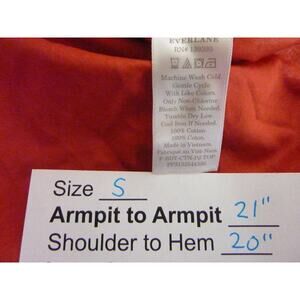 EVERLANE
Machine Wash Cold
Gentle Cycle
With Like Colors.
Only Non-Chlorine
Bleach When Needed.
Tumble Dry Low.
Cool Iron If Needed.
100% Cotton
100% Coton
Made in Vietnam
Fabriqué au Viet-Nam
Size S
Armpit to Armpit 21"
Shoulder to Hem 20"